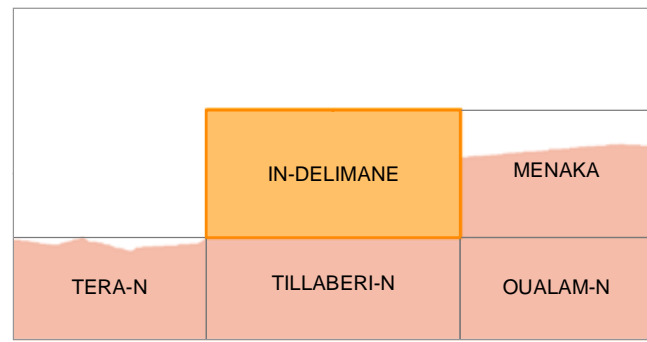 IN-DELIMANE
MENAKA
TERA-N
TILLABERI-N
OUALAM-N